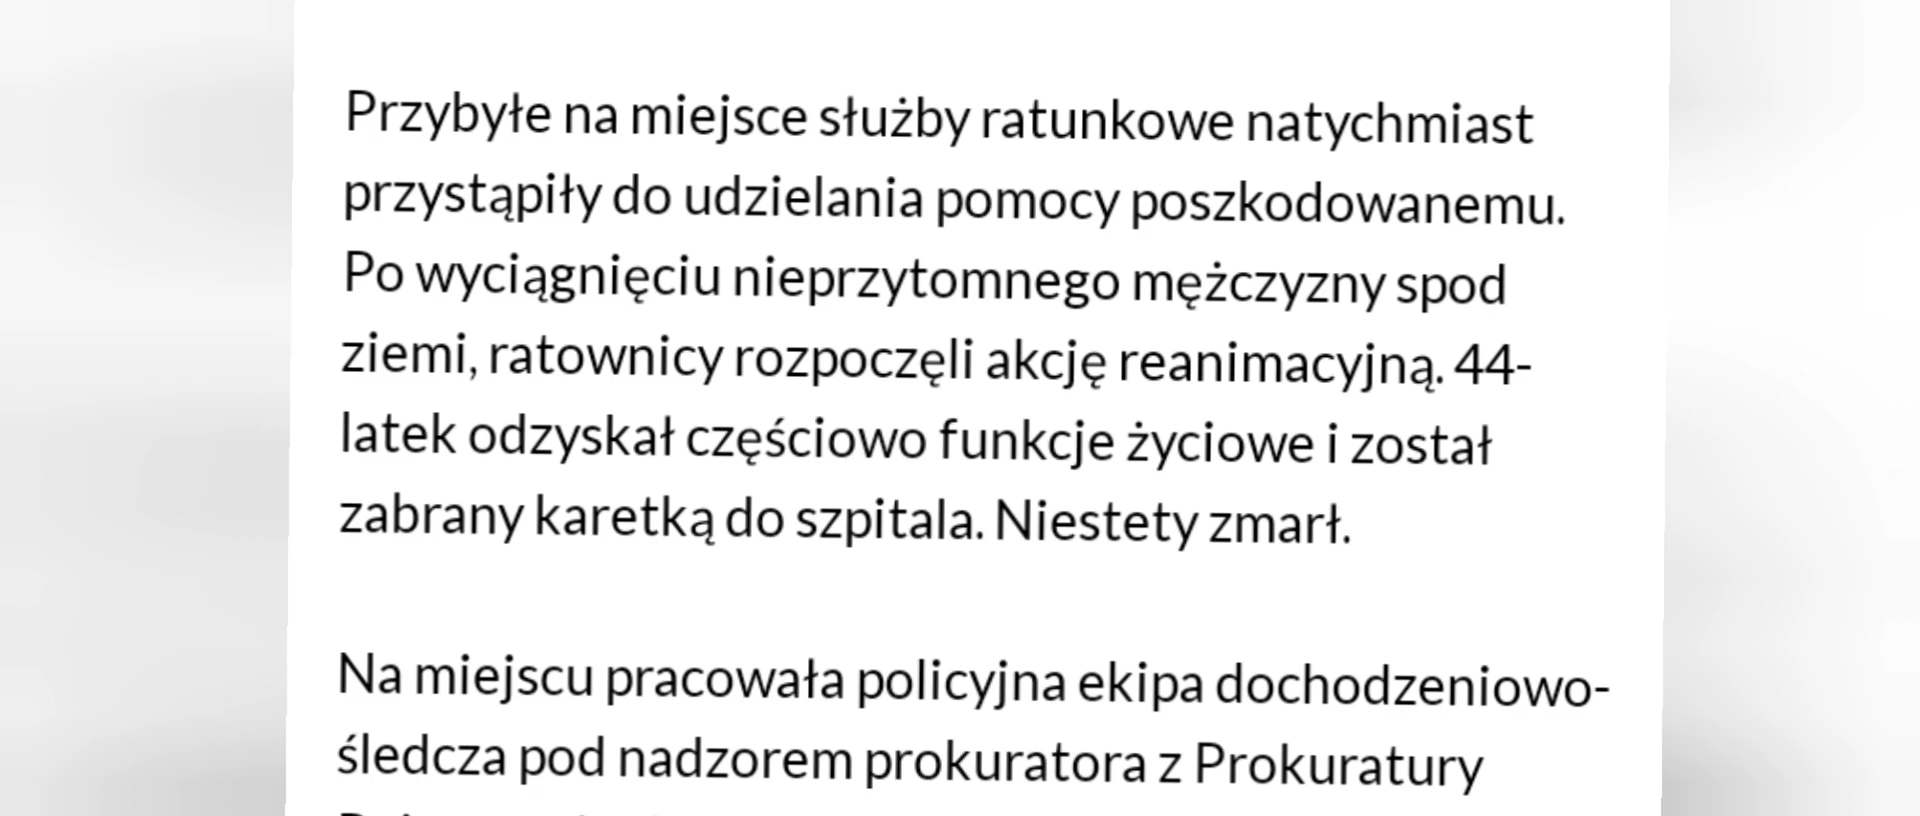 Przybyłe na miejsce służby ratunkowe natychmiast
przystąpiły do udzielania pomocy poszkodowanemu.
Po wyciągnięciu nieprzytomnego mężczyzny spod
ziemi, ratownicy rozpoczęli akcję reanimacyjną. 44-
latek odzyskał częściowo funkcje życiowe i został
zabrany karetką do szpitala. Niestety zmarł.
Na miejscu pracowała policyjna ekipa dochodzeniowo-
śledcza pod nadzorem prokuratora z Prokuratury